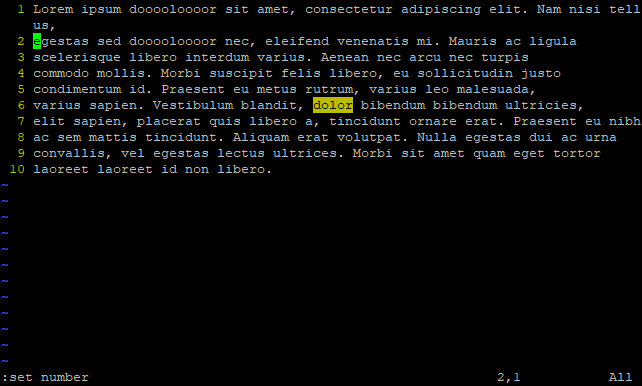 1 Lorem ipsum dooooloooor sit amet, consectetur adipiscing elit. Nam nisi tell
us,
2 egestas sed dooooloooor nec, eleifend venenatis mi. Mauris ac ligula
3 scelerisque libero interdum varius. Aenean nec arcu nec turpis
4 commodo mollis. Morbi suscipit felis libero, eu sollicitudin justo
5 condimentum id. Praesent eu metus rutrum, varius leo malesuada,
6 varius sapien. Vestibulum blandit, dolor bibendum bibendum ultricies,
7 elit sapien, placerat quis libero a, tincidunt ornare erat. Praesent eu nibh
8 ac sem mattis tincidunt. Aliquam erat volutpat. Nulla egestas dui ac urna
9 convallis, vel egestas lectus ultrices. Morbi sit amet quam eget tortor
10 laoreet laoreet id non libero.
~
~
~
~
~
~
~
~
~
~
~
~
:set number 2,1 All